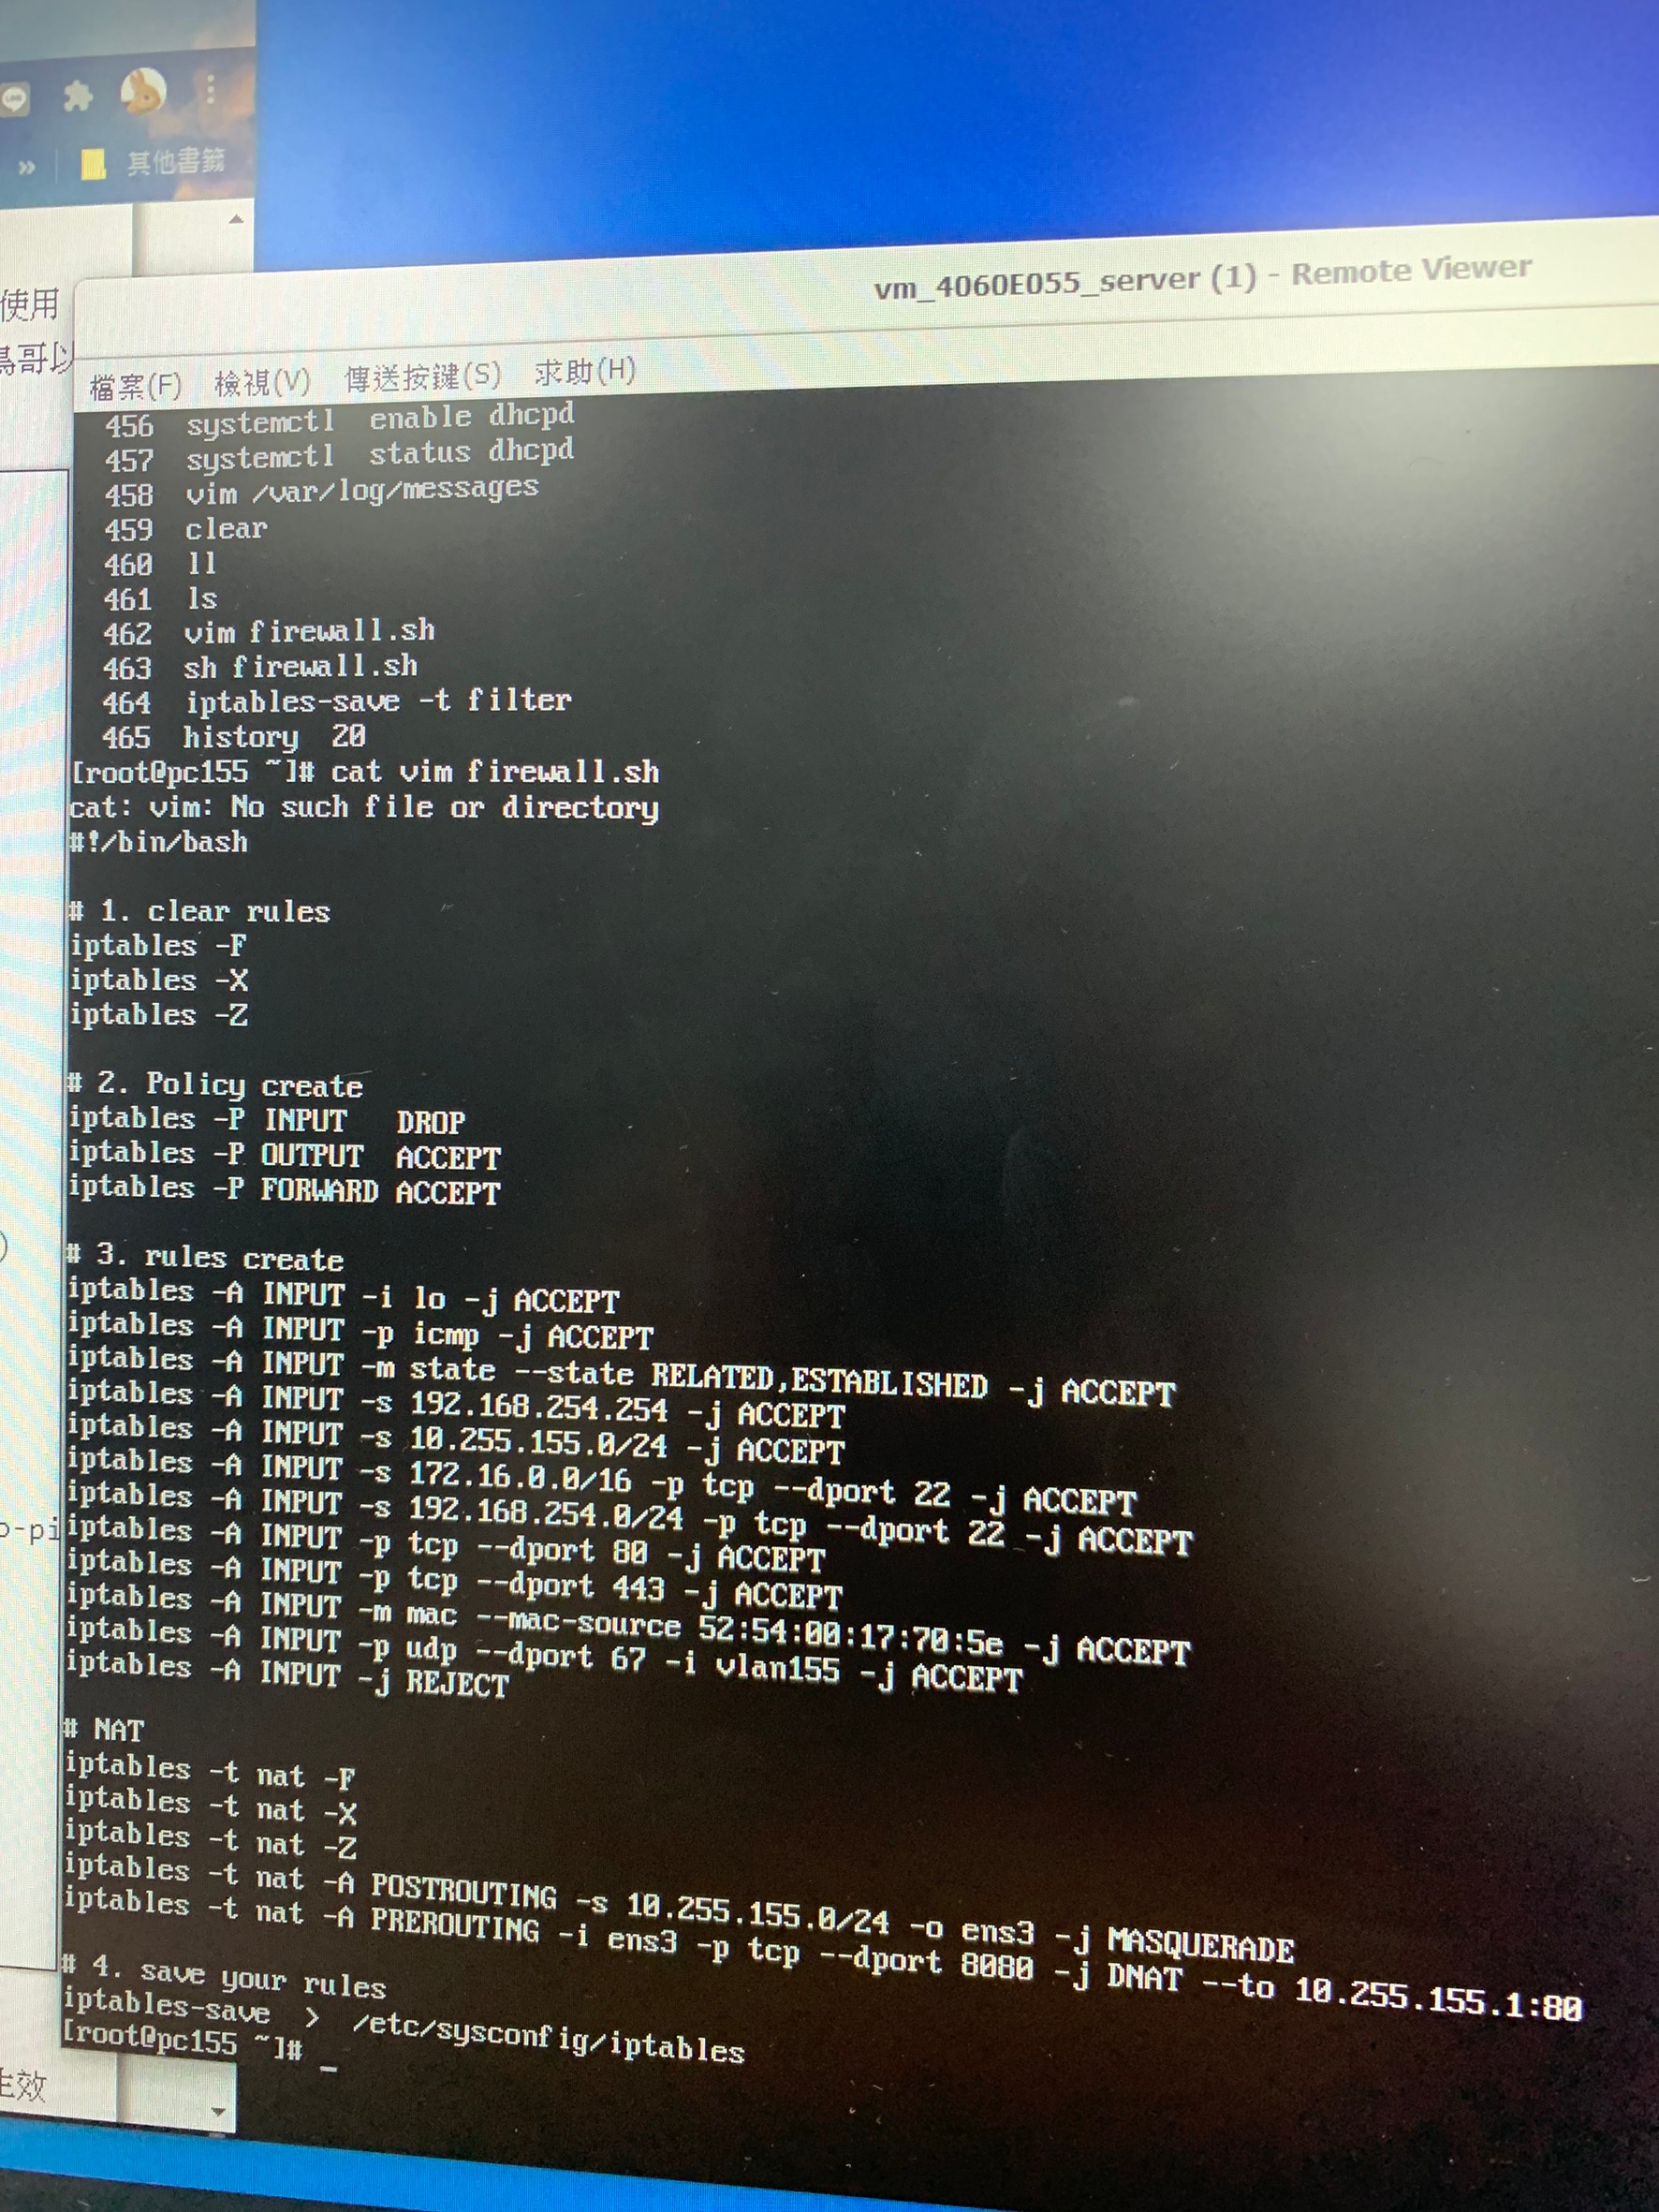 LINE
» 其他書籤
使用
鳥哥以
vm_4060E055_server (1) - Remote Viewer
檔案(F) 檢視(V) 傳送按鍵(S) 求助(H)
456 systemctl enable dhcpd
457 systemctl status dhcpd
458 vim /var/log/messages
459 clear
460 ll
461 ls
462 vim firewall.sh
463 sh firewall.sh
464 iptables-save -t filter
465 history 20
[root@pc155 ~]# cat vim firewall.sh
cat: vim: No such file or directory
#!/bin/bash
# 1. clear rules
iptables -F
iptables -X
iptables -Z
# 2. Policy create
iptables -P INPUT DROP
iptables -P OUTPUT ACCEPT
iptables -P FORWARD ACCEPT
# 3. rules create
iptables -A INPUT -i lo -j ACCEPT
iptables -A INPUT -p icmp -j ACCEPT
iptables -A INPUT -m state --state RELATED,ESTABLISHED -j ACCEPT
iptables -A INPUT -s 192.168.254.254 -j ACCEPT
iptables -A INPUT -s 10.255.155.0/24 -j ACCEPT
iptables -A INPUT -s 172.16.0.0/16 -p tcp --dport 22 -j ACCEPT
iptables -A INPUT -s 192.168.254.0/24 -p tcp --dport 22 -j ACCEPT
iptables -A INPUT -p tcp --dport 80 -j ACCEPT
iptables -A INPUT -p tcp --dport 443 -j ACCEPT
iptables -A INPUT -m mac --mac-source 52:54:00:17:70:5e -j ACCEPT
iptables -A INPUT -p udp --dport 67 -i vlan155 -j ACCEPT
iptables -A INPUT -j REJECT
# NAT
iptables -t nat -F
iptables -t nat -X
iptables -t nat -Z
iptables -t nat -A POSTROUTING -s 10.255.155.0/24 -o ens3 -j MASQUERADE
iptables -t nat -A PREROUTING -i ens3 -p tcp --dport 8080 -j DNAT --to 10.255.155.1:80
# 4. save your rules
iptables-save > /etc/sysconfig/iptables
[root@pc155 ~]# _
o-pi
生效